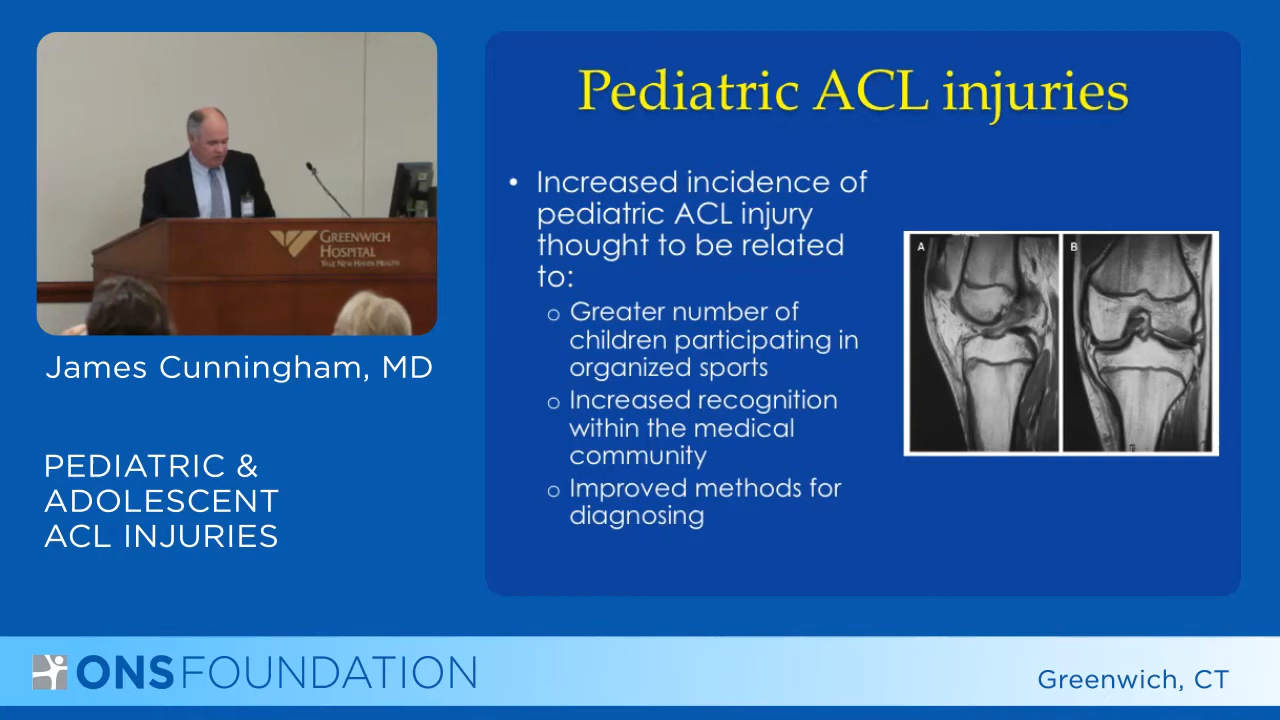 GREENWICH
HOSPITAL
YALE NEW HAVEN HEALTH
James Cunningham, MD
PEDIATRIC &
ADOLESCENT
ACL INJURIES
Pediatric ACL injuries
• Increased incidence of
pediatric ACL injury
thought to be related
to:
o Greater number of
children participating in
organized sports
o Increased recognition
within the medical
community
o Improved methods for
diagnosing
A
B
ONS FOUNDATION
Greenwich, CT